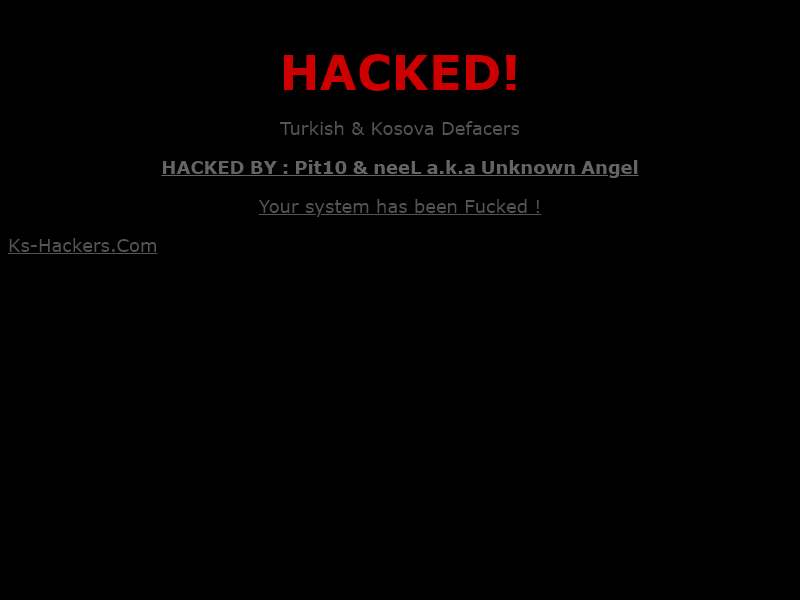 HACKED!
Turkish & Kosova Defacers
HACKED BY : Pit10 & neeL a.k.a Unknown Angel
Your system has been Fucked !
Ks-Hackers.Com